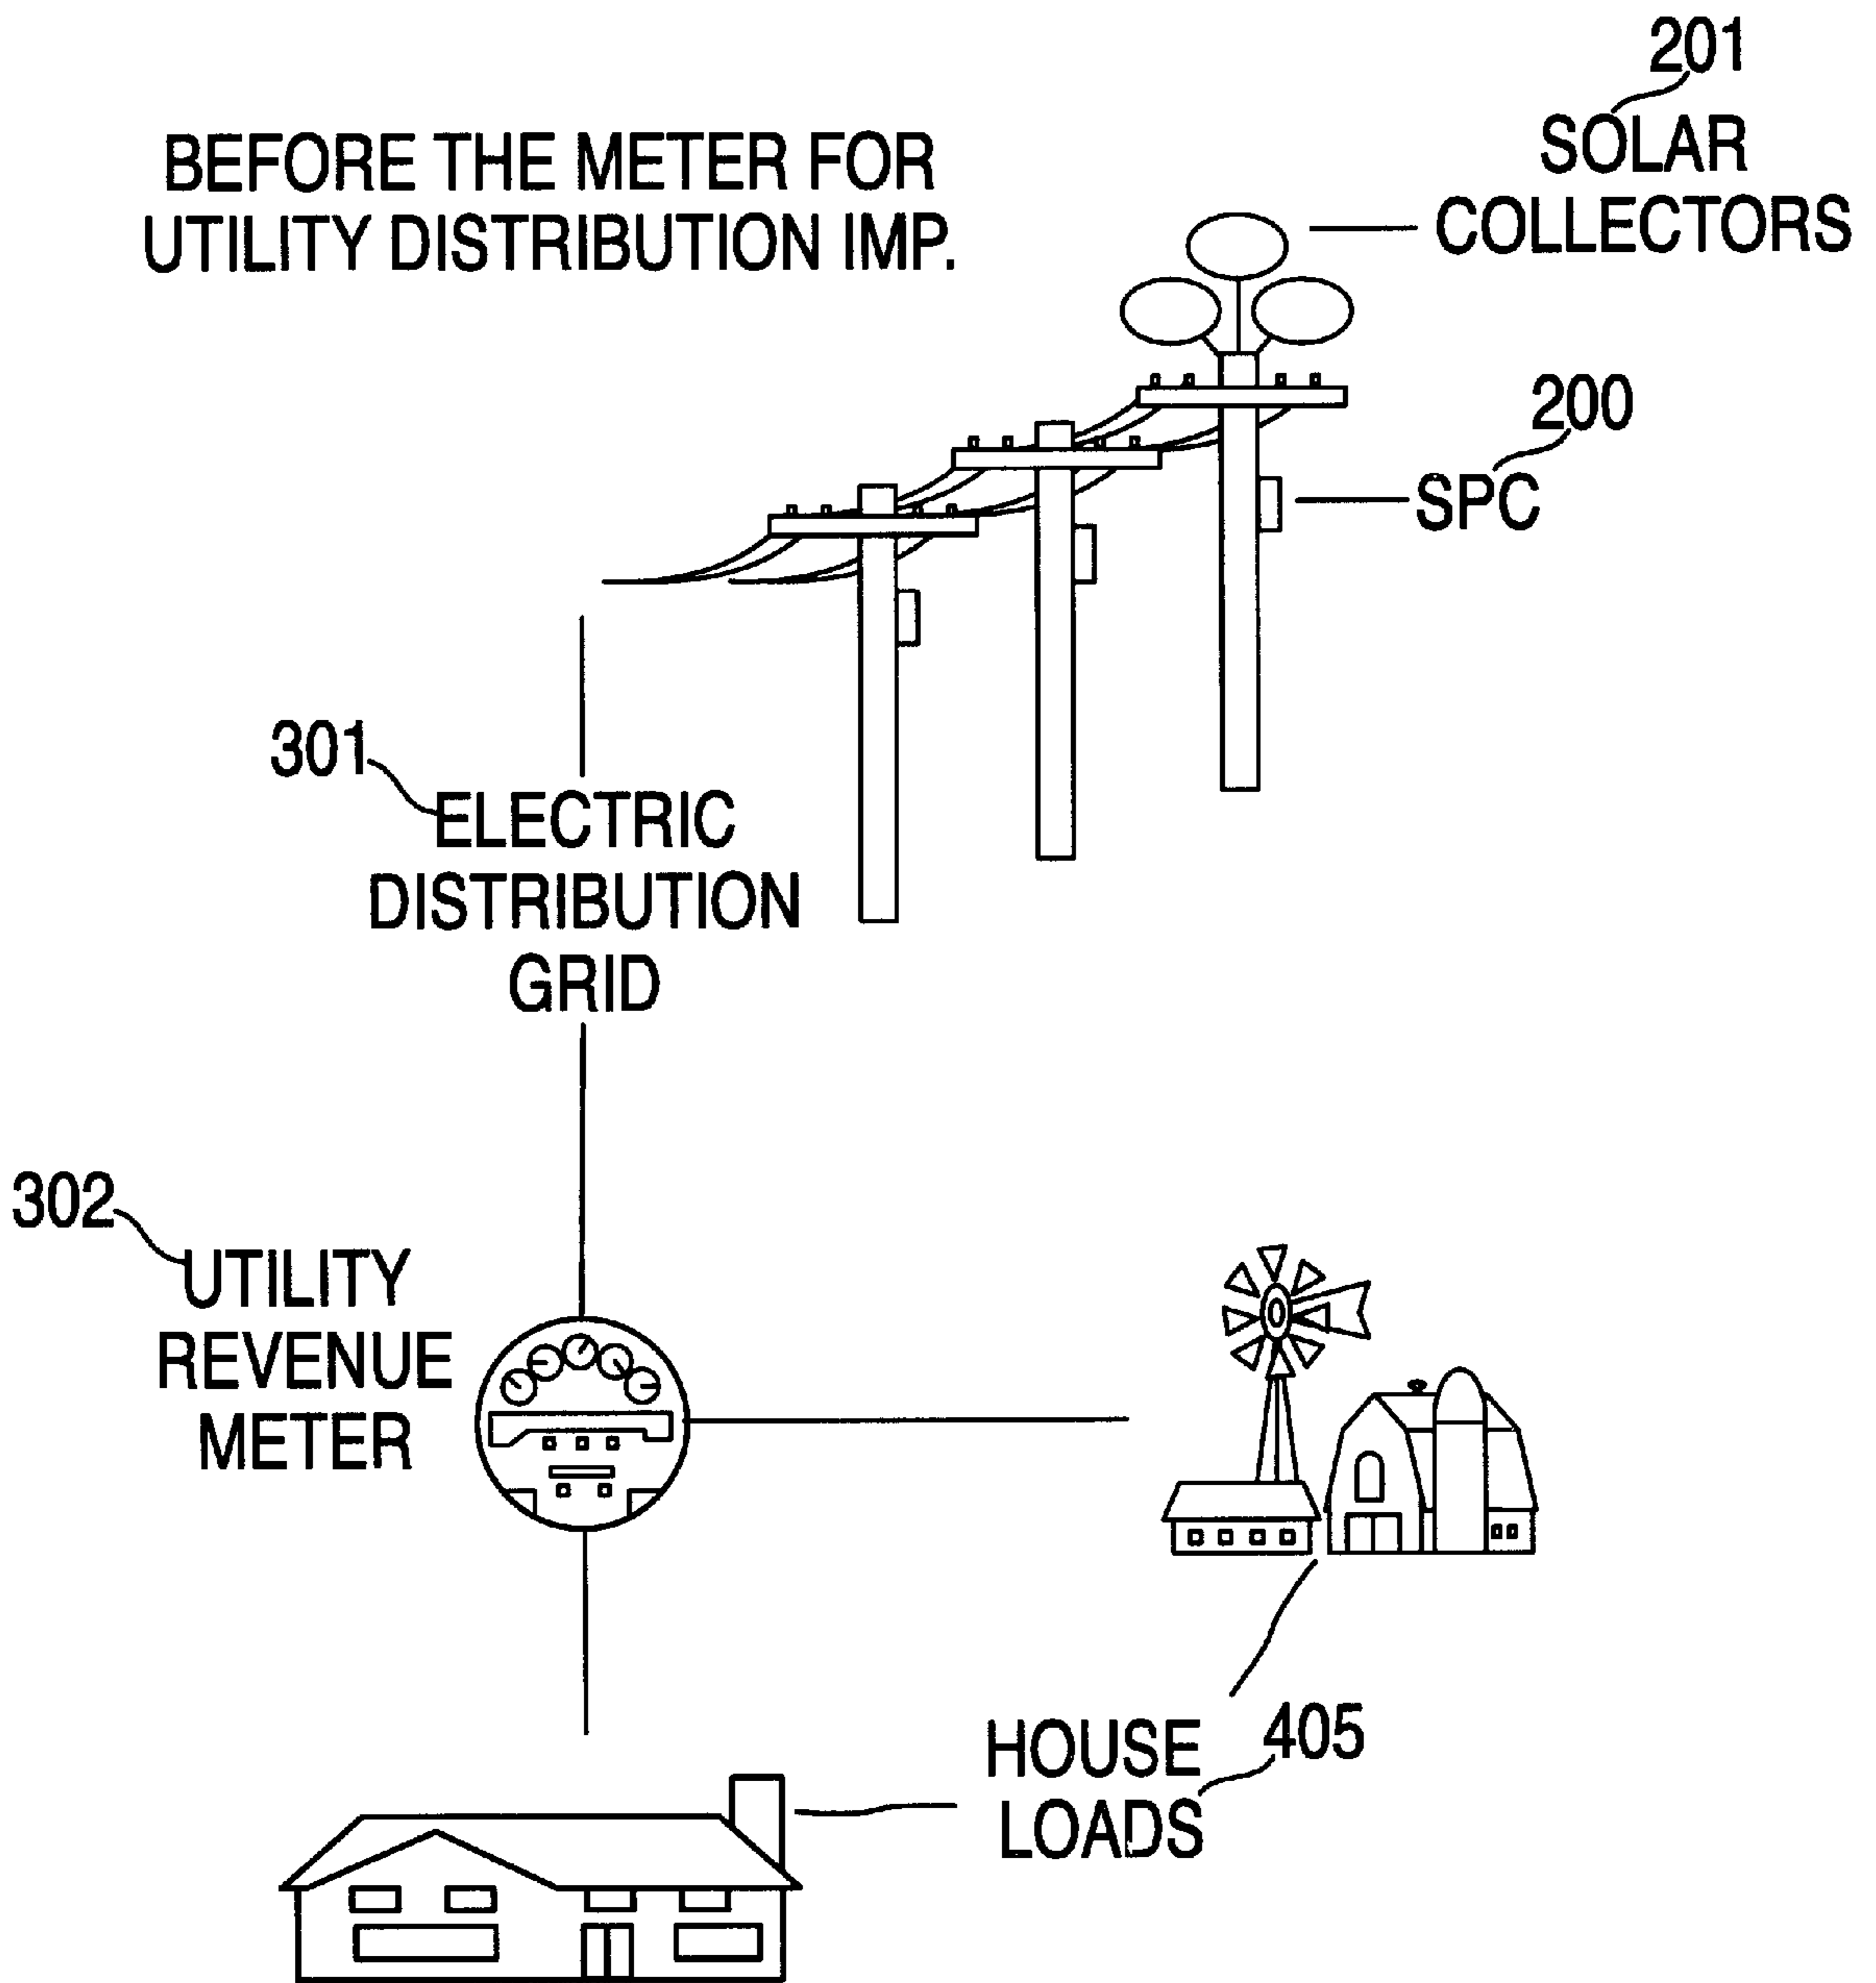 201
SOLAR
COLLECTORS
BEFORE THE METER FOR
UTILITY DISTRIBUTION IMP.
200
SPC
301
ELECTRIC
DISTRIBUTION
GRID
302
UTILITY
REVENUE
METER
HOUSE 405
LOADS